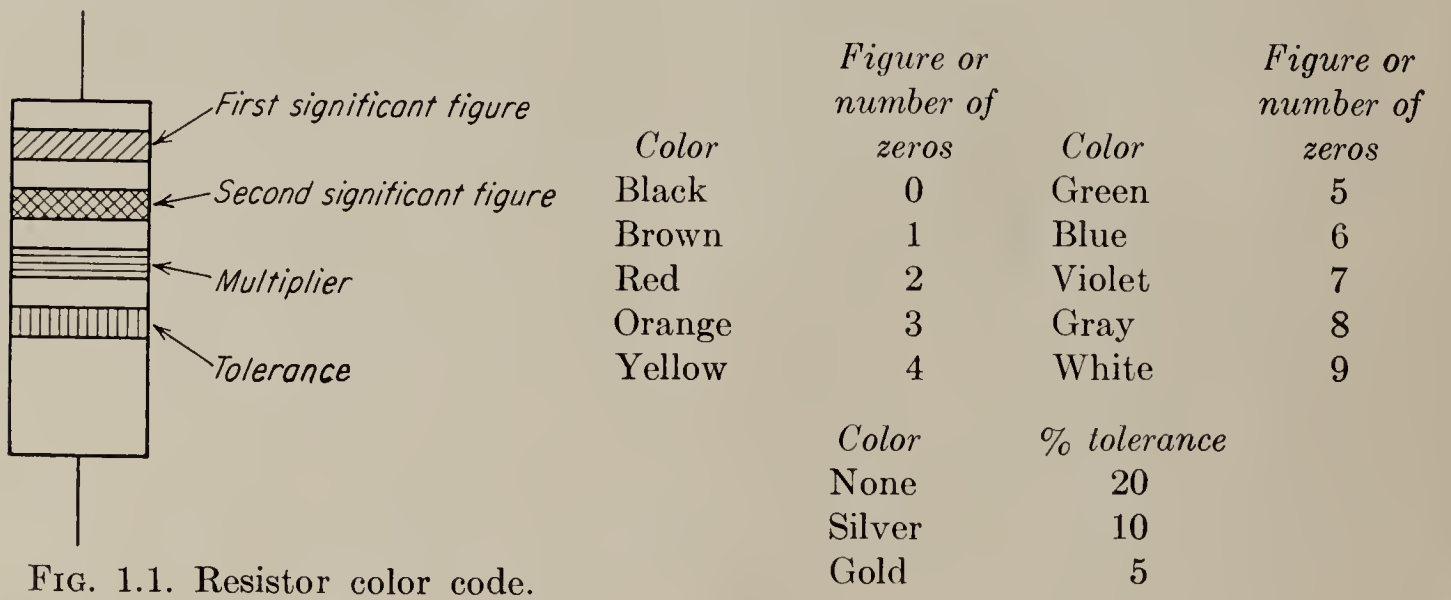 First significant figure
Second significant figure
Multiplier
Tolerance
Figure or Figure or
number of number of
Color zeros Color zeros
Black 0 Green 5
Brown 1 Blue 6
Red 2 Violet 7
Orange 3 Gray 8
Yellow 4 White 9
Color % tolerance
None 20
Silver 10
Gold 5
FIG. 1.1. Resistor color code.